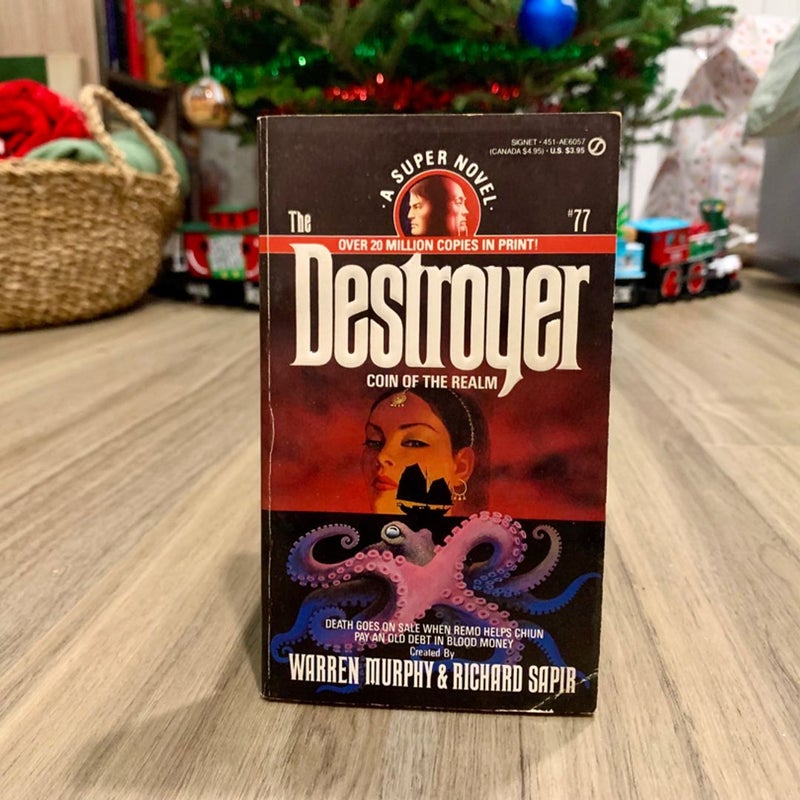 SIGNET • 451-AE6057
(CANADA $4.95) • U.S. $3.95
• A SUPER NOVEL •
The
#77
OVER 20 MILLION COPIES IN PRINT!
Destroyer
COIN OF THE REALM
DEATH GOES ON SALE WHEN REMO HELPS CHIUN
PAY AN OLD DEBT IN BLOOD MONEY
Created By
WARREN MURPHY & RICHARD SAPIR